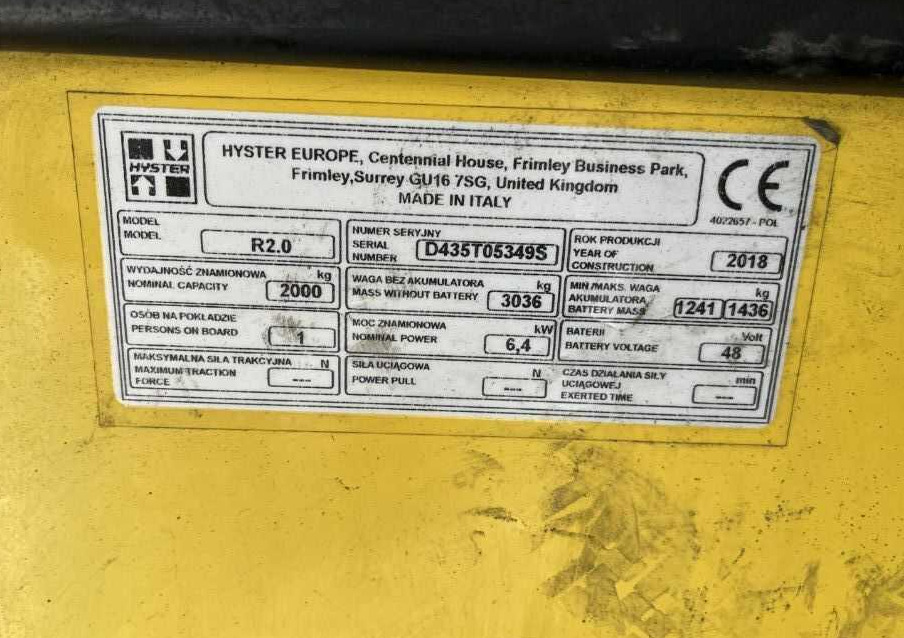 HYSTER
HYSTER EUROPE, Centennial House, Frimley Business Park,
Frimley,Surrey GU16 7SG, United Kingdom
MADE IN ITALY
CE
4022657 - POL
MODEL
MODEL
R2.0
NUMER SERYJNY
SERIAL
NUMBER
D435T05349S
ROK PRODUKCJI
YEAR OF
CONSTRUCTION
2018
WYDAJNOŚĆ ZNAMIONOWA kg
NOMINAL CAPACITY
2000
WAGA BEZ AKUMULATORA kg
MASS WITHOUT BATTERY
3036
MIN./MAKS. WAGA kg
AKUMULATORA
BATTERY MASS
1241 1436
OSÓB NA POKŁADZIE
PERSONS ON BOARD
1
MOC ZNAMIONOWA kW
NOMINAL POWER
6,4
BATERII Volt
BATTERY VOLTAGE
48
MAKSYMALNA SIŁA TRAKCYJNA N
MAXIMUM TRACTION
FORCE
---
SIŁA UCIĄGOWA N
POWER PULL
---
CZAS DZIAŁANIA SIŁY min
UCIĄGOWEJ
EXERTED TIME
---